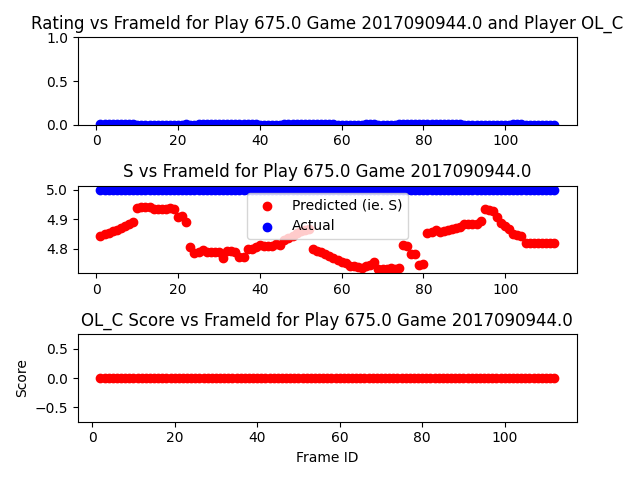 Rating vs FrameId for Play 675.0 Game 2017090944.0 and Player OL_C
1.0
0.5
0.0
0 20 40 60 80 100
S vs FrameId for Play 675.0 Game 2017090944.0
5.0
4.9
4.8
Predicted (ie. S)
Actual
0 20 40 60 80 100
OL_C Score vs FrameId for Play 675.0 Game 2017090944.0
Score
0.5
0.0
−0.5
0 20 40 60 80 100
Frame ID